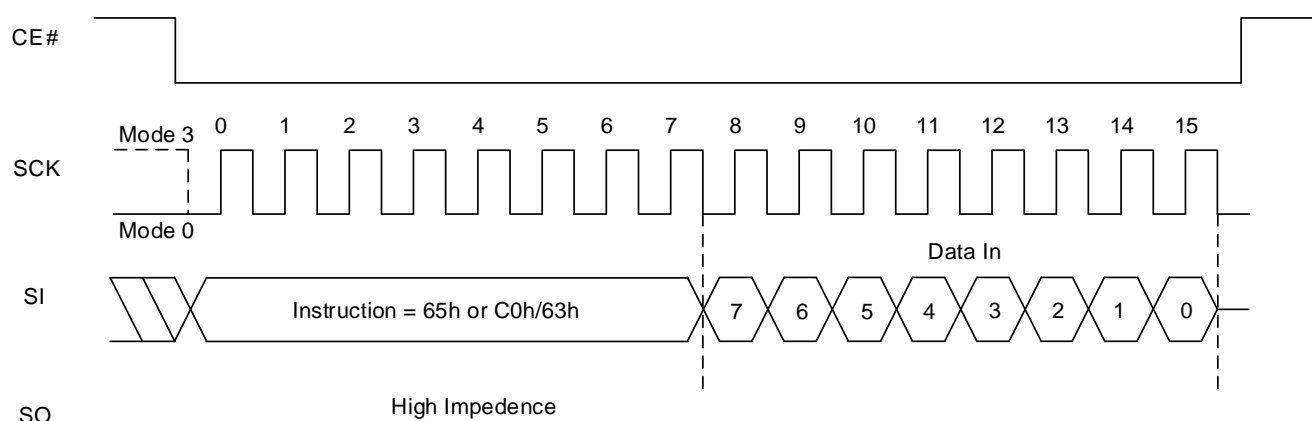 CE#
Mode 3 0 1 2 3 4 5 6 7 8 9 10 11 12 13 14 15
SCK
Mode 0
Data In
SI Instruction = 65h or C0h/63h 7 6 5 4 3 2 1 0
High Impedence
SO